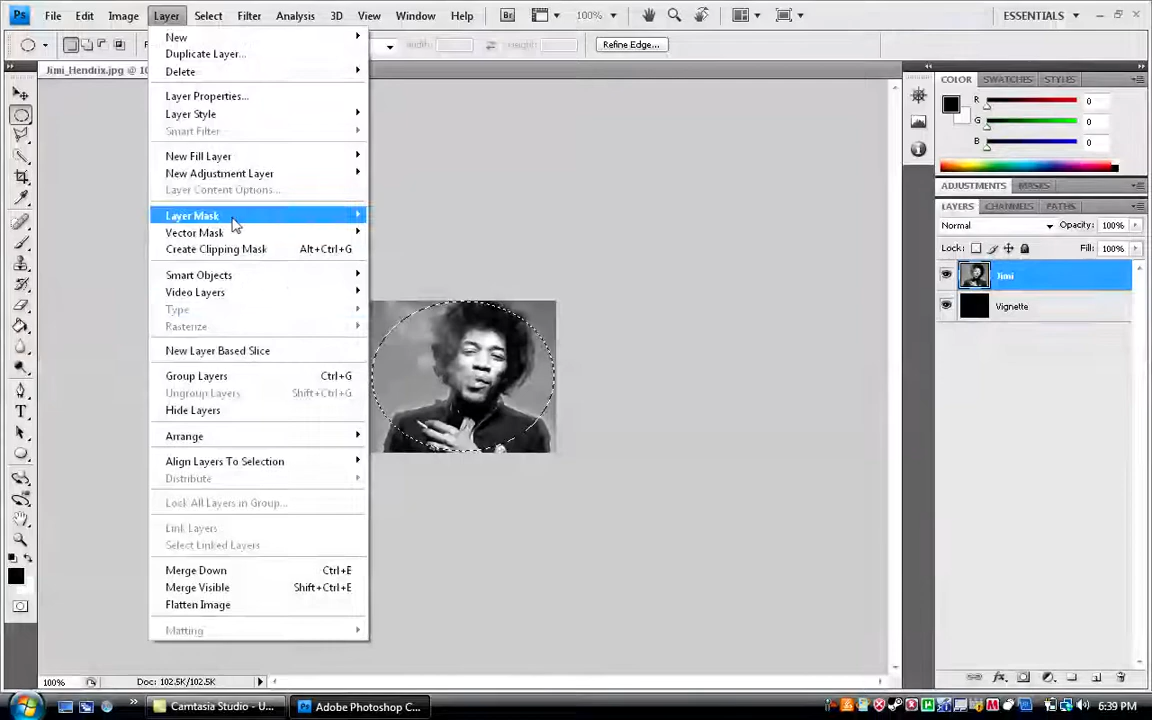 Ps File Edit Image Layer Select Filter Analysis 3D View Window Help Br 100% ESSENTIALS
Height: Refine Edge...
Jimi_Hendrix.jpg @ 10
New
Duplicate Layer...
Delete
Layer Properties...
Layer Style
Smart Filter
New Fill Layer
New Adjustment Layer
Layer Content Options...
Layer Mask
Vector Mask
Create Clipping Mask Alt+Ctrl+G
Smart Objects
Video Layers
Type
Rasterize
New Layer Based Slice
Group Layers Ctrl+G
Ungroup Layers Shift+Ctrl+G
Hide Layers
Arrange
Align Layers To Selection
Distribute
Lock All Layers in Group...
Link Layers
Select Linked Layers
Merge Down Ctrl+E
Merge Visible Shift+Ctrl+E
Flatten Image
Matting
COLOR SWATCHES STYLES
R 0
G 0
B 0
ADJUSTMENTS MASKS
LAYERS CHANNELS PATHS
Normal Opacity: 100%
Lock: Fill: 100%
Jimi
Vignette
100% Doc: 102.5K/102.5K
Camtasia Studio - U... Adobe Photoshop C... 6:39 PM